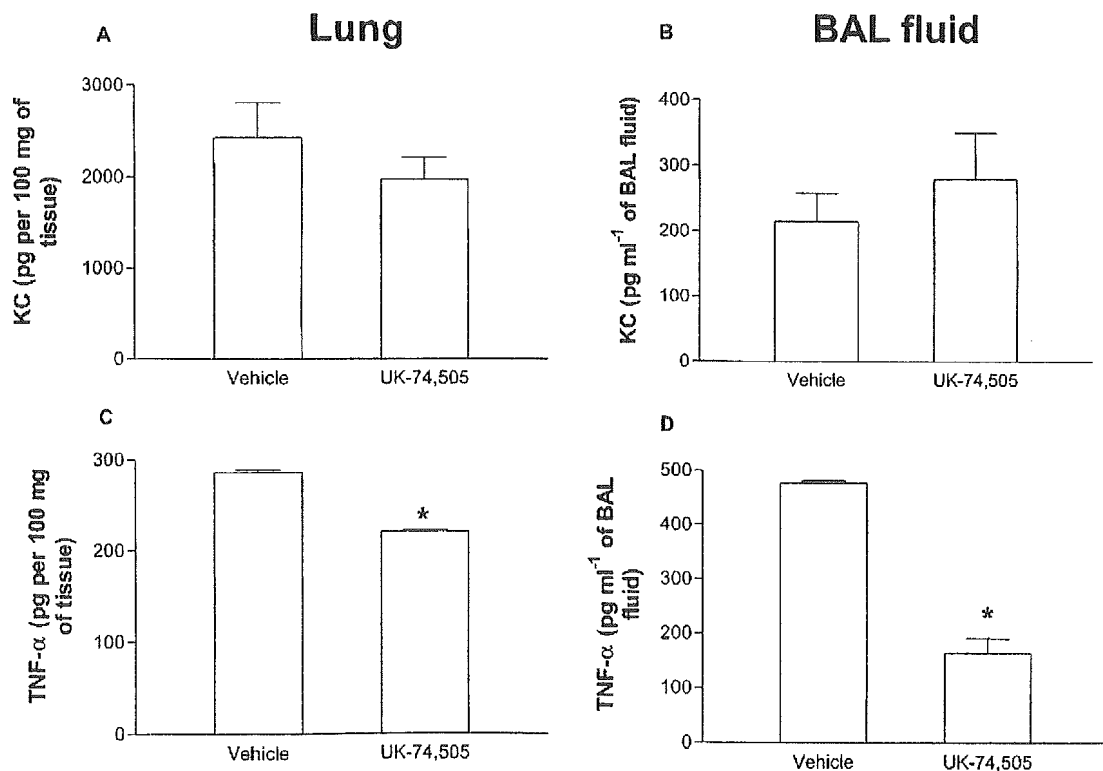 Lung
BAL fluid
A
KC (pg per 100 mg of
tissue)
3000
2000
1000
0
Vehicle
UK-74,505
B
KC (pg ml⁻¹ of BAL fluid)
400
300
200
100
0
Vehicle
UK-74,505
C
TNF-α (pg per 100 mg
of tissue)
300
200
100
0
*
Vehicle
UK-74,505
D
TNF-α (pg ml⁻¹ of BAL
fluid)
500
400
300
200
100
0
*
Vehicle
UK-74,505